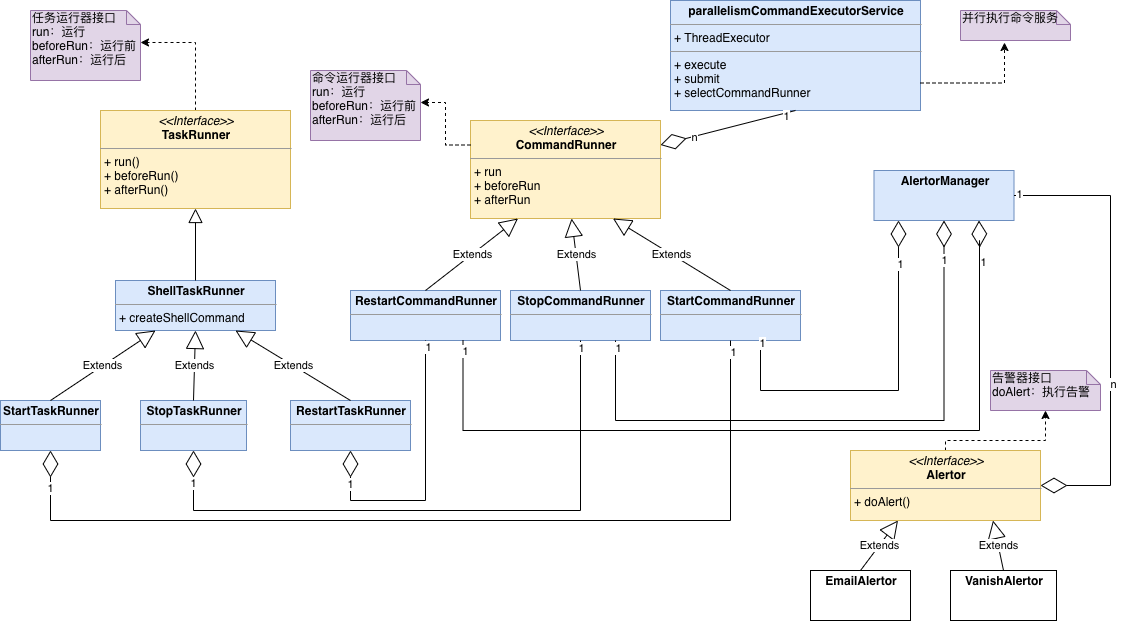 任务运行器接口
run：运行
beforeRun：运行前
afterRun：运行后
<<Interface>>
TaskRunner
+ run()
+ beforeRun()
+ afterRun()
命令运行器接口
run：运行
beforeRun：运行前
afterRun：运行后
<<Interface>>
CommandRunner
+ run
+ beforeRun
+ afterRun
parallelismCommandExecutorService
+ ThreadExecutor
+ execute
+ submit
+ selectCommandRunner
并行执行命令服务
n
1
AlertorManager
1
1
1
1
n
ShellTaskRunner
+ createShellCommand
Extends
Extends
Extends
StartTaskRunner
StopTaskRunner
RestartTaskRunner
1
1
1
Extends
Extends
Extends
RestartCommandRunner
StopCommandRunner
StartCommandRunner
1
1
1
1
1
1
告警器接口
doAlert：执行告警
<<Interface>>
Alertor
+ doAlert()
Extends
Extends
EmailAlertor
VanishAlertor